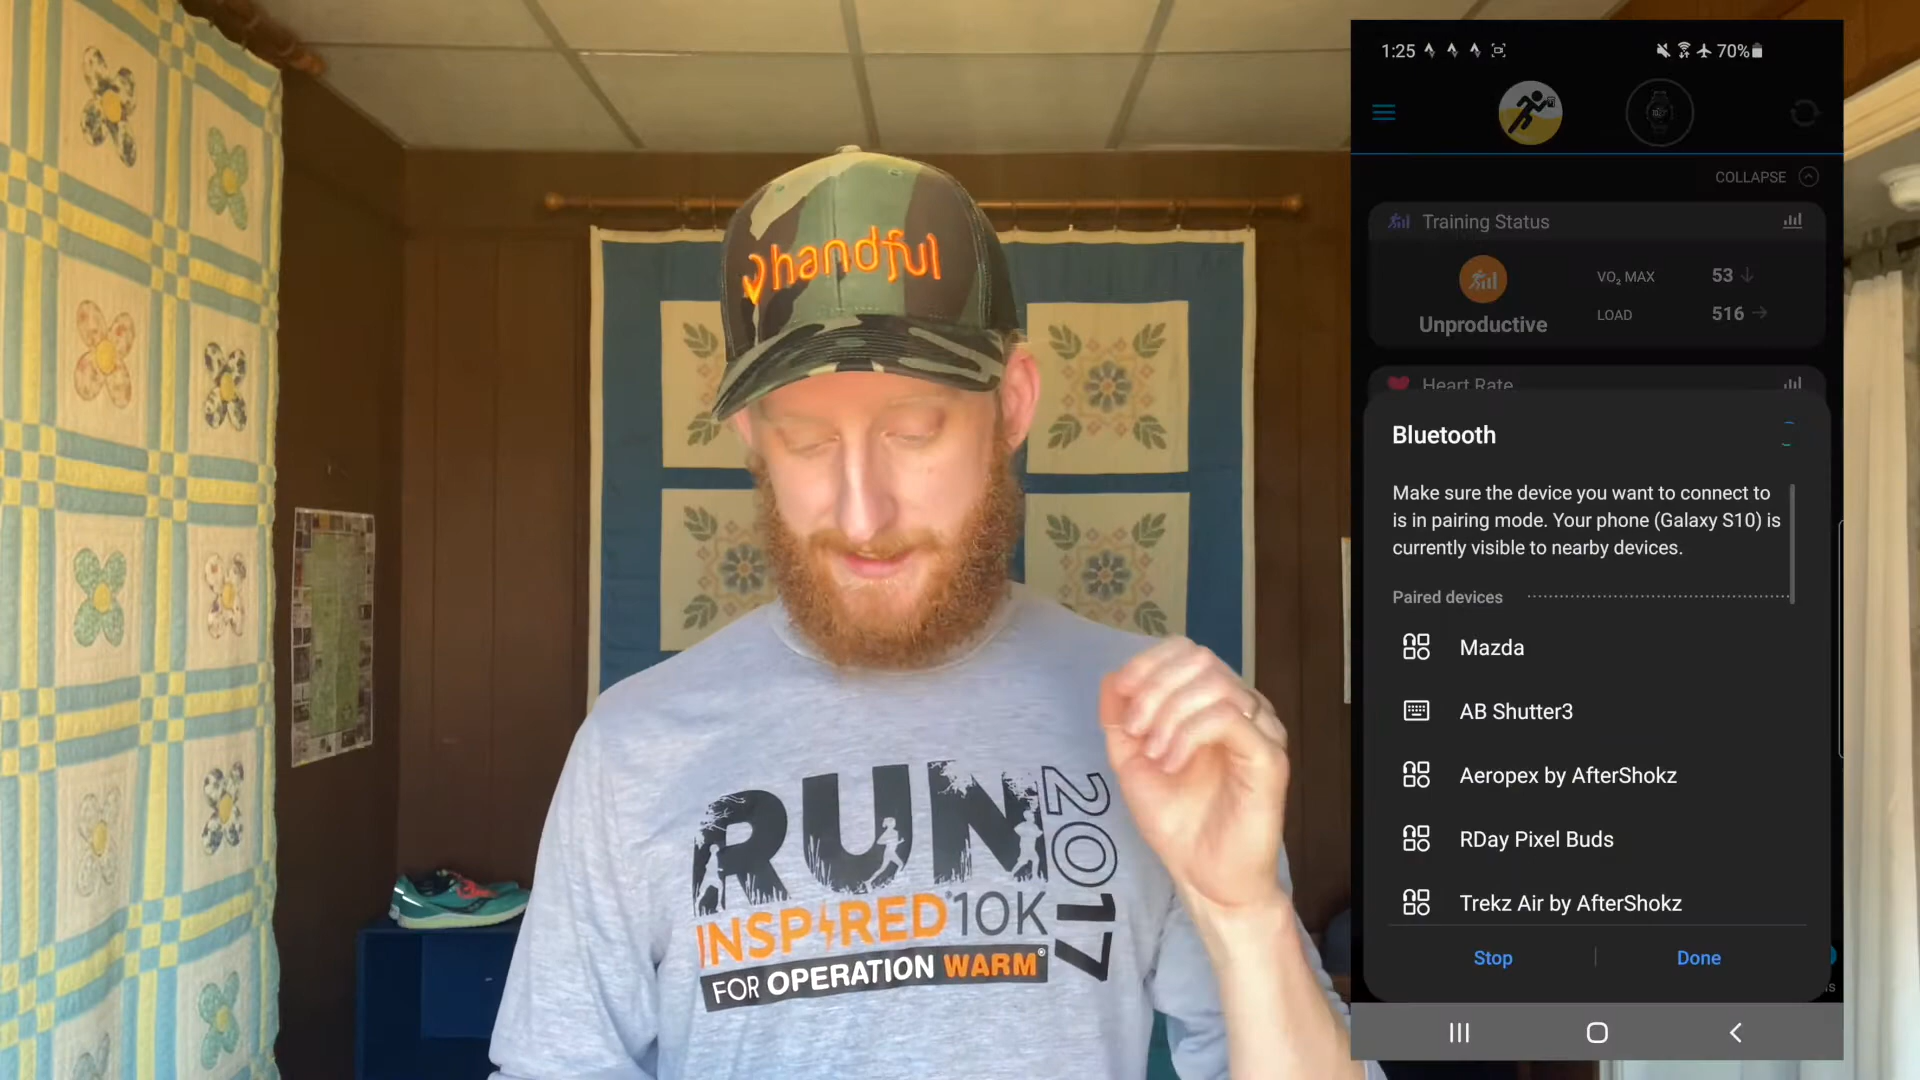 handful
RUN
2017
INSPIRED 10K
FOR OPERATION WARM®
1:25
70%
COLLAPSE
Training Status
VO₂ MAX 53
LOAD 516
Unproductive
Heart Rate
Bluetooth
Make sure the device you want to connect to
is in pairing mode. Your phone (Galaxy S10) is
currently visible to nearby devices.
Paired devices
Mazda
AB Shutter3
Aeropex by AfterShokz
RDay Pixel Buds
Trekz Air by AfterShokz
Stop
Done